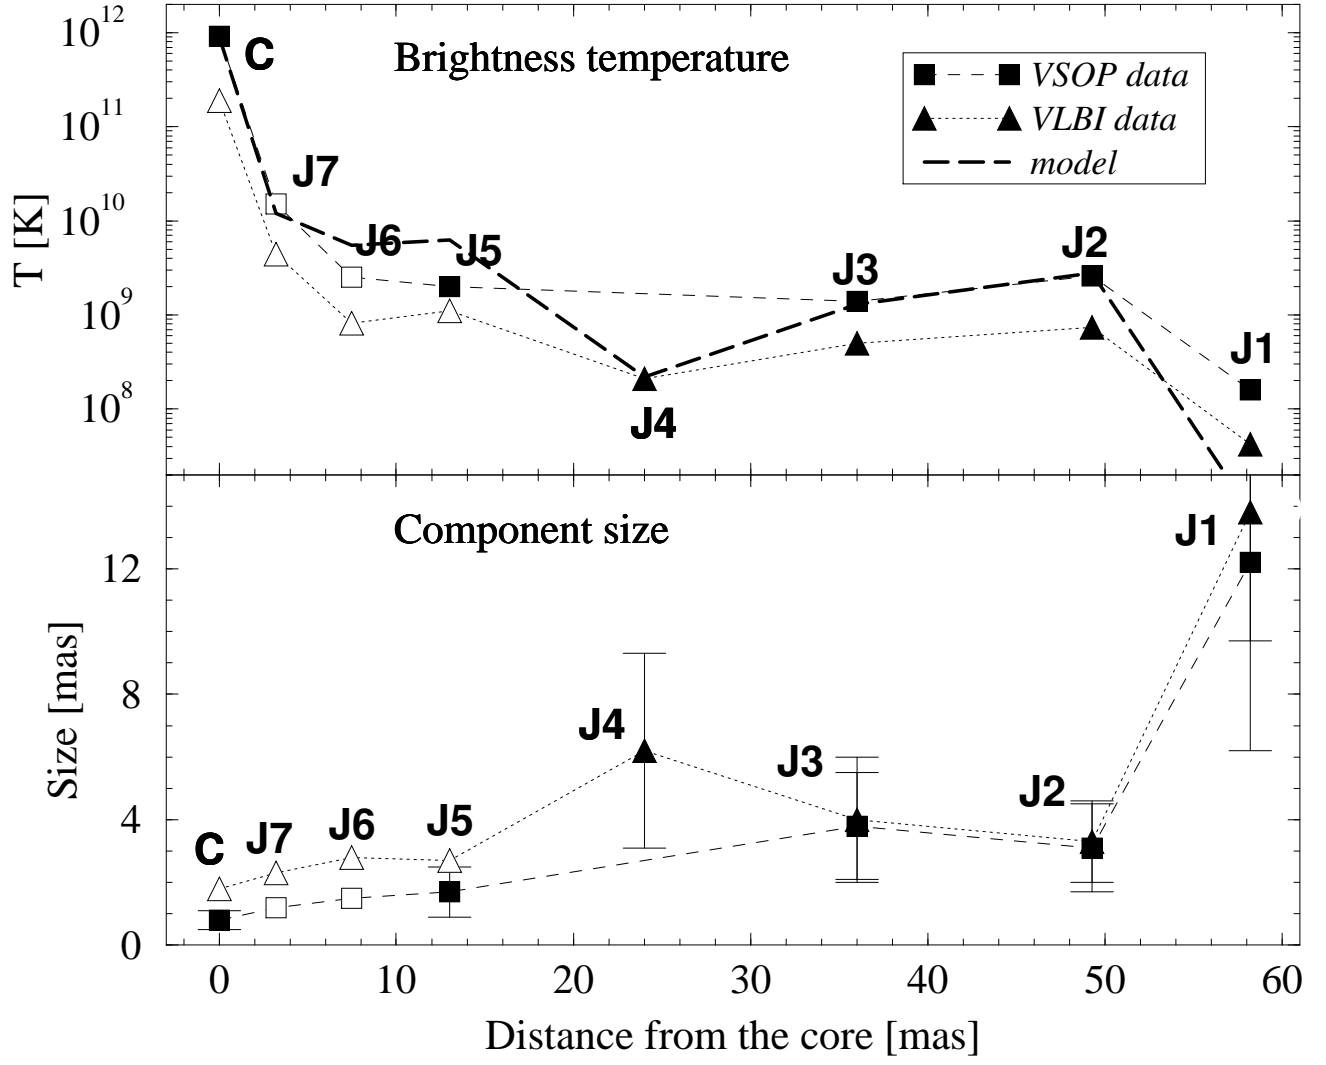 10^12
C
Brightness temperature
VSOP data
VLBI data
model
10^11
J7
10^10
T [K]
J6
J5
J3
J2
10^9
J1
10^8
J4
Component size
J1
12
Size [mas]
8
J4
J3
J2
4
C
J7
J6
J5
0
0 10 20 30 40 50 60
Distance from the core [mas]